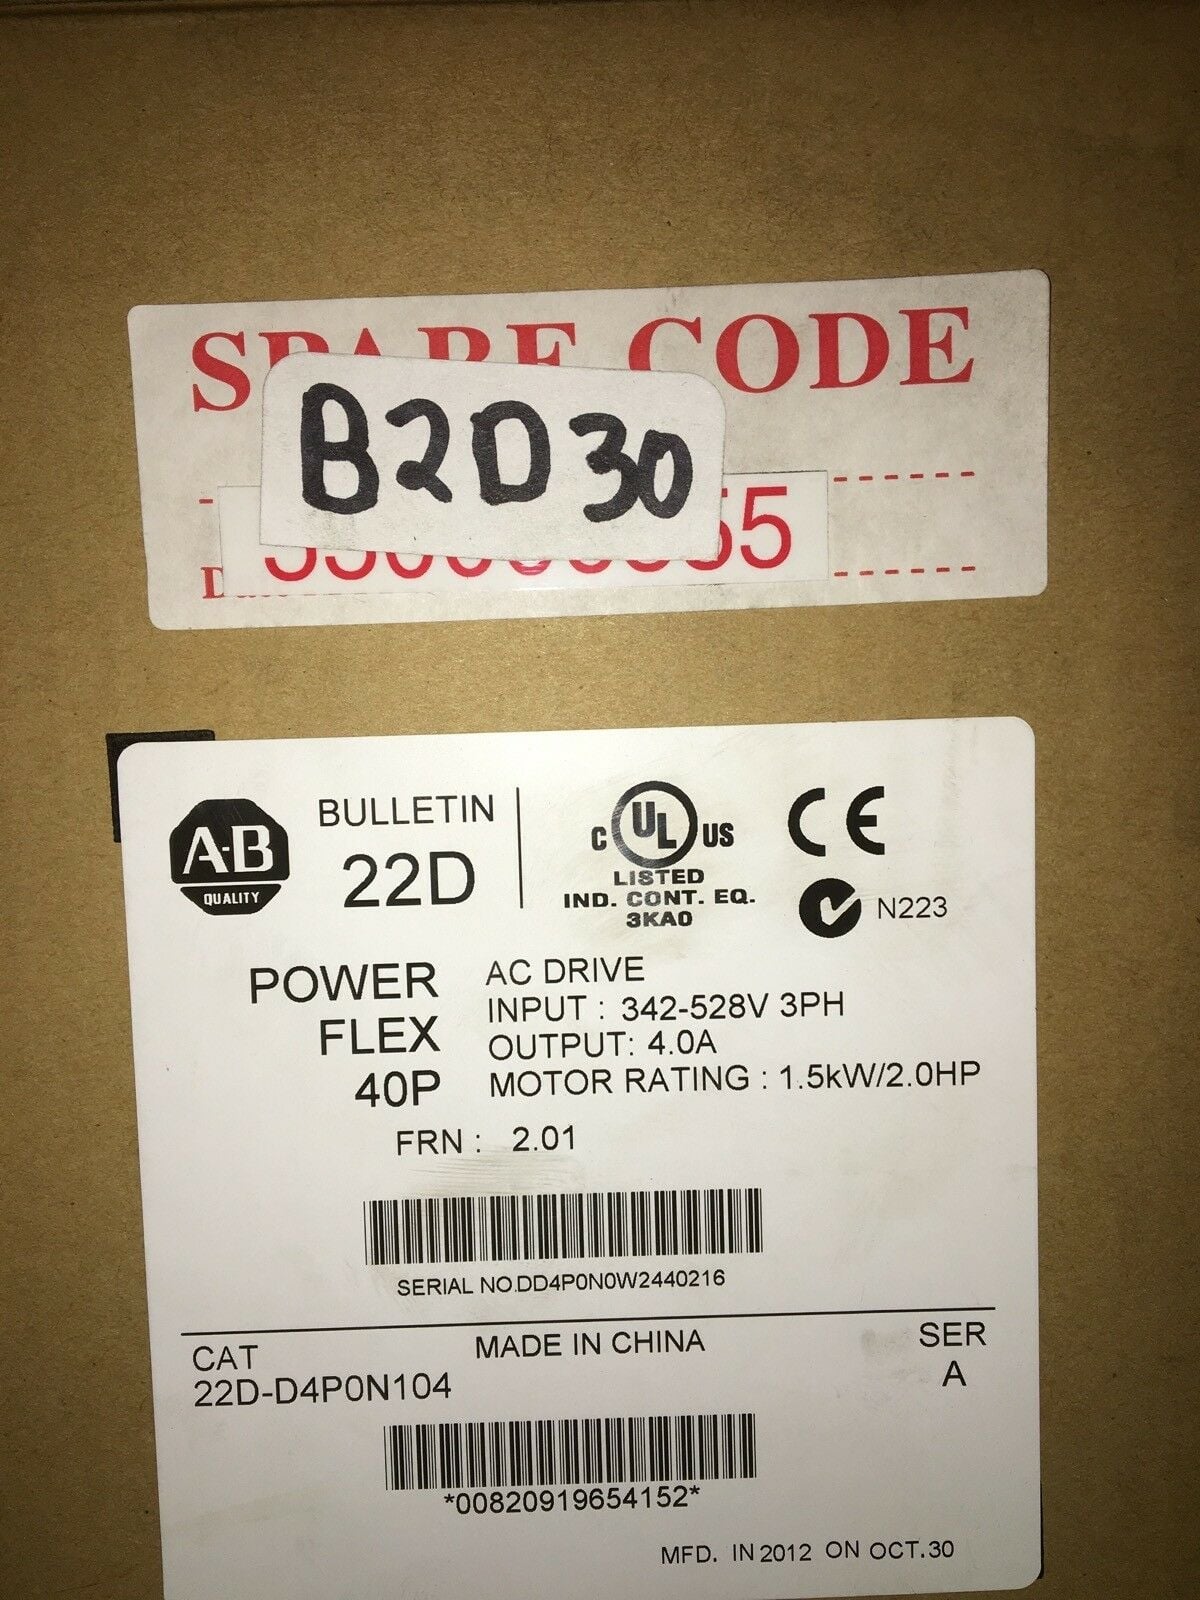 SPARE CODE
B2D30
55
A-B
QUALITY
BULLETIN
22D
C UL US
LISTED
IND. CONT. EQ.
3KA0
CE
N223
POWER
FLEX
40P
AC DRIVE
INPUT : 342-528V 3PH
OUTPUT: 4.0A
MOTOR RATING : 1.5kW/2.0HP
FRN : 2.01
SERIAL NO.DD4P0N0W2440216
CAT
22D-D4P0N104
MADE IN CHINA
SER
A
*00820919654152*
MFD. IN 2012 ON OCT.30